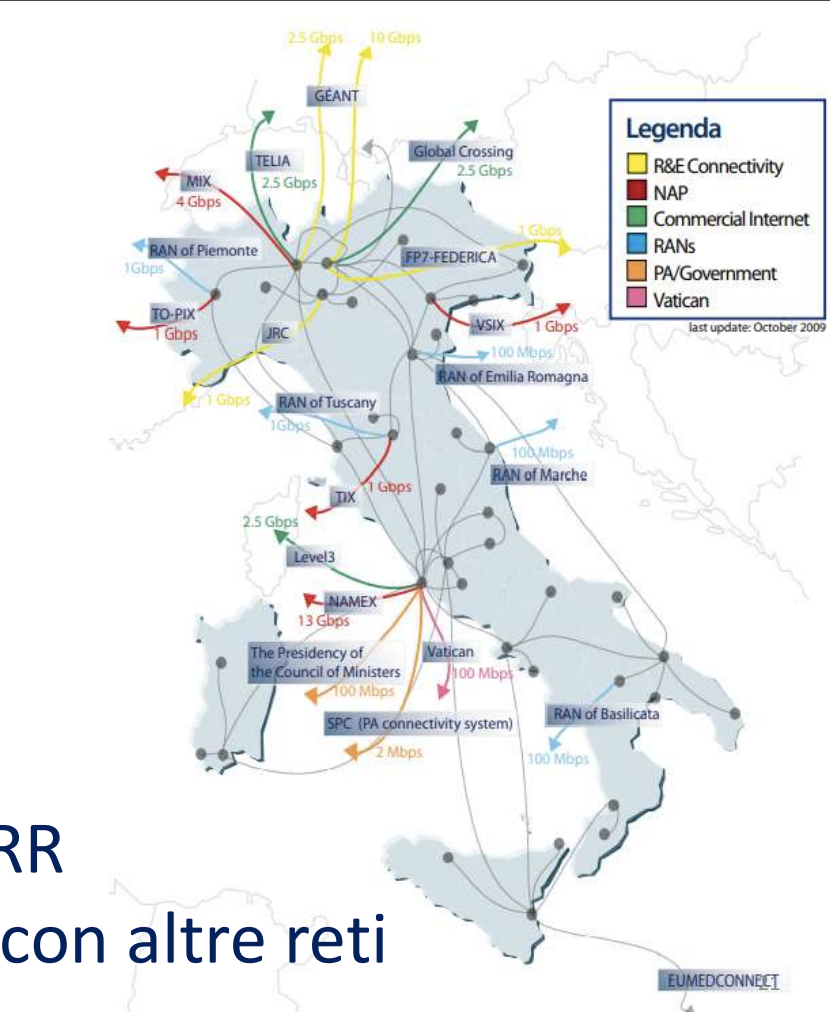 2.5 Gbps
10 Gbps
GÉANT
TELIA
2.5 Gbps
Global Crossing
2.5 Gbps
MIX
4 Gbps
RAN of Piemonte
1Gbps
FP7-FEDERICA
1 Gbps
TO-PIX
1 Gbps
JRC
1 Gbps
VSIX
1 Gbps
100 Mbps
RAN of Emilia Romagna
RAN of Tuscany
1Gbps
100 Mbps
RAN of Marche
TIX
1 Gbps
2.5 Gbps
Level3
NAMEX
13 Gbps
The Presidency of
the Council of Ministers
100 Mbps
Vatican
100 Mbps
SPC (PA connectivity system)
2 Mbps
RAN of Basilicata
100 Mbps
EUMEDCONNECT
21
Legenda
R&E Connectivity
NAP
Commercial Internet
RANs
PA/Government
Vatican
last update: October 2009
RR
con altre reti